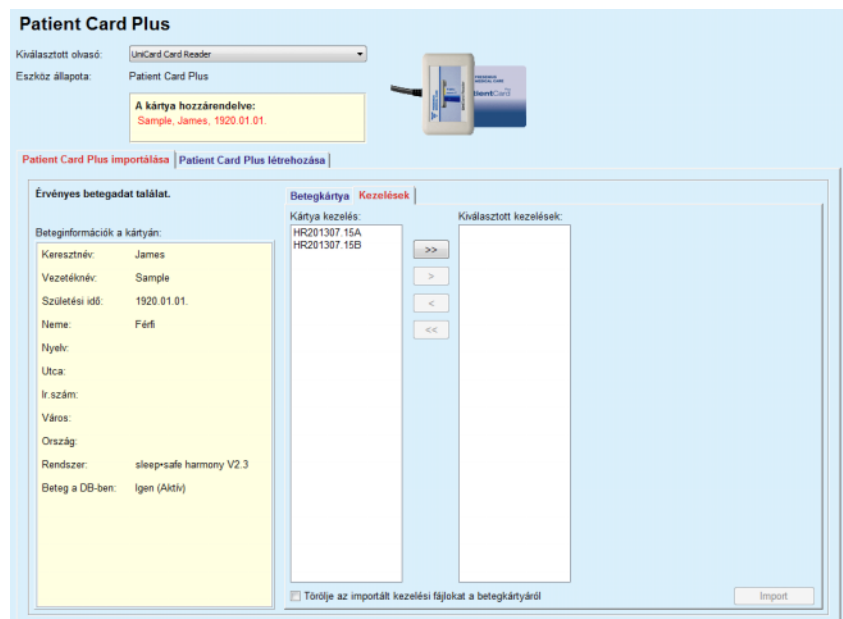 Patient Card Plus
Kiválasztott olvasó: UniCard Card Reader
Eszköz állapota: Patient Card Plus
A kártya hozzárendelve:
Sample, James, 1920.01.01.
Patient Card Plus importálása Patient Card Plus létrehozása
Érvényes betegadat találat.
Betegkártya Kezelések
Kártya kezelés: Kiválasztott kezelések:
HR201307.15A
HR201307.15B
>>
>
<
<<
Beteginformációk a kártyán:
Keresztnév: James
Vezetéknév: Sample
Születési idő: 1920.01.01.
Neme: Férfi
Nyelv:
Utca:
Ir.szám:
Város:
Ország:
Rendszer: sleep•safe harmony V2.3
Beteg a DB-ben: Igen (Aktív)
Törölje az importált kezelési fájlokat a betegkártyáról
Import